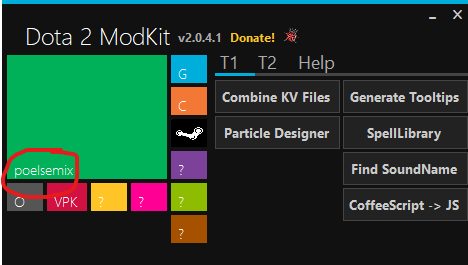 Dota 2 ModKit v2.0.4.1 Donate!
G T1 T2 Help
C Combine KV Files Generate Tooltips
Particle Designer SpellLibrary
poelsemix ? Find SoundName
O VPK ? ? ? CoffeeScript -> JS
?